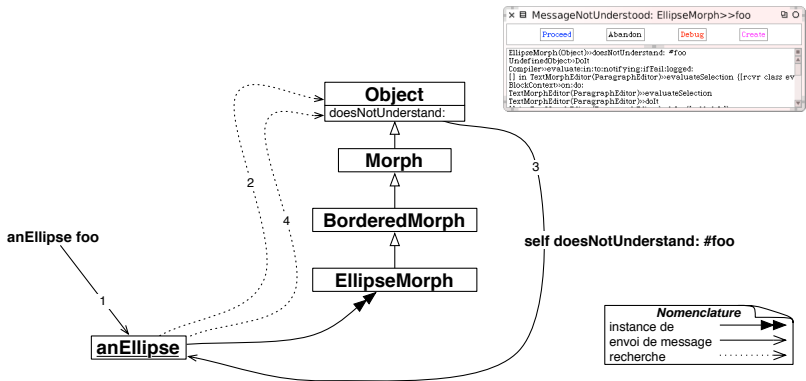 MessageNotUnderstood: EllipseMorph>>foo
Proceed Abandon Debug Create
EllipseMorph(Object)>>doesNotUnderstand: #foo
UndefinedObject>>DoIt
Compiler>>evaluate:in:to:notifying:ifFail:logged:
[] in TextMorphEditor(ParagraphEditor)>>evaluateSelection {[rcvr class ev
BlockContext>>on:do:
TextMorphEditor(ParagraphEditor)>>evaluateSelection
TextMorphEditor(ParagraphEditor)>>doIt
Object
doesNotUnderstand:
Morph
3
2
4
BorderedMorph
anEllipse foo
self doesNotUnderstand: #foo
EllipseMorph
1
anEllipse
Nomenclature
instance de
envoi de message
recherche